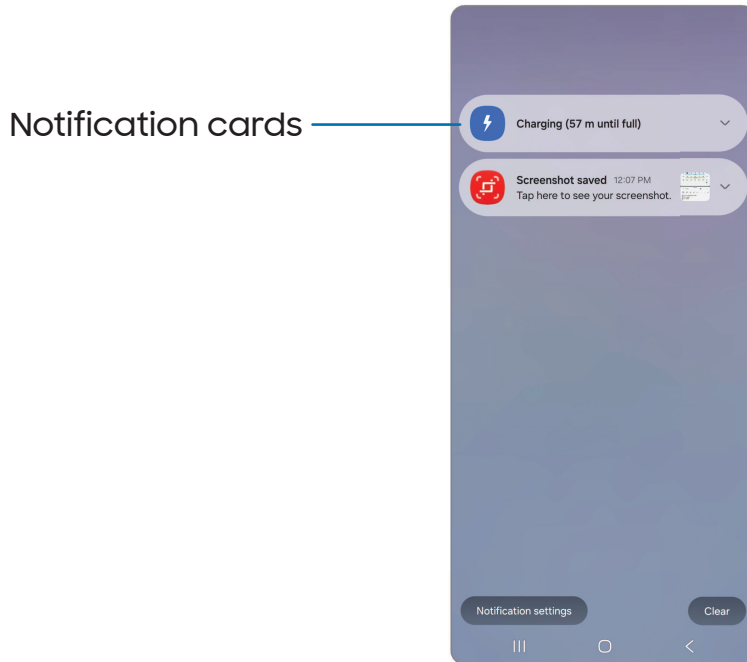 Notification cards
Charging (57 m until full)
Screenshot saved 12:07 PM
Tap here to see your screenshot.
Notification settings
Clear